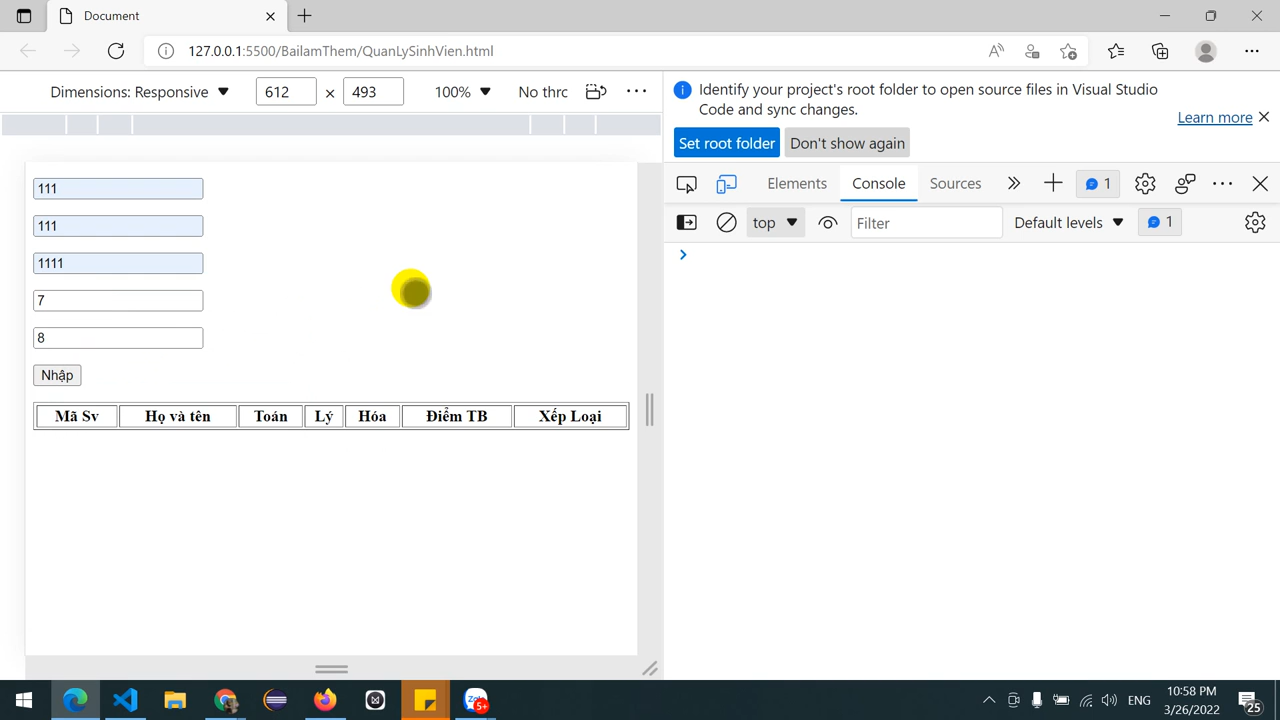 Document
127.0.0.1:5500/BailamThem/QuanLySinhVien.html
Dimensions: Responsive 612 × 493 100% No thrc
Identify your project's root folder to open source files in Visual Studio
Code and sync changes.
Learn more
Set root folder Don't show again
Elements Console Sources 1
top Filter Default levels 1
111
111
1111
7
8
Nhập
Mã Sv Họ và tên Toán Lý Hóa Điểm TB Xếp Loại
5+
ENG
10:58 PM
3/26/2022
25